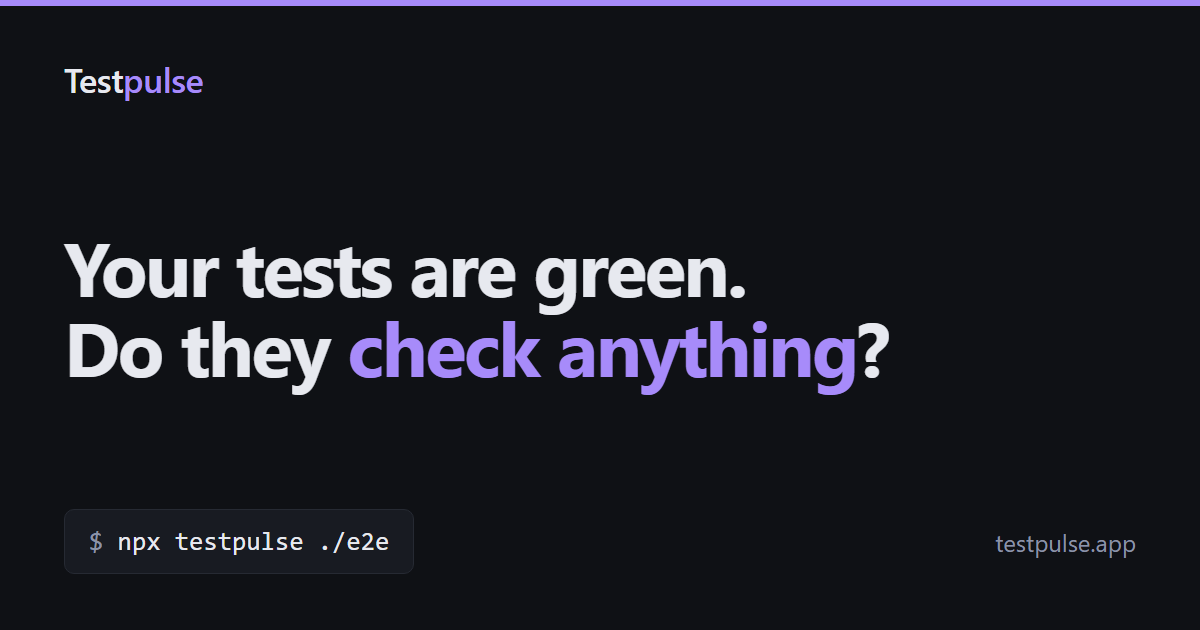 Testpulse
Your tests are green.
Do they check anything?
$ npx testpulse ./e2e
testpulse.app